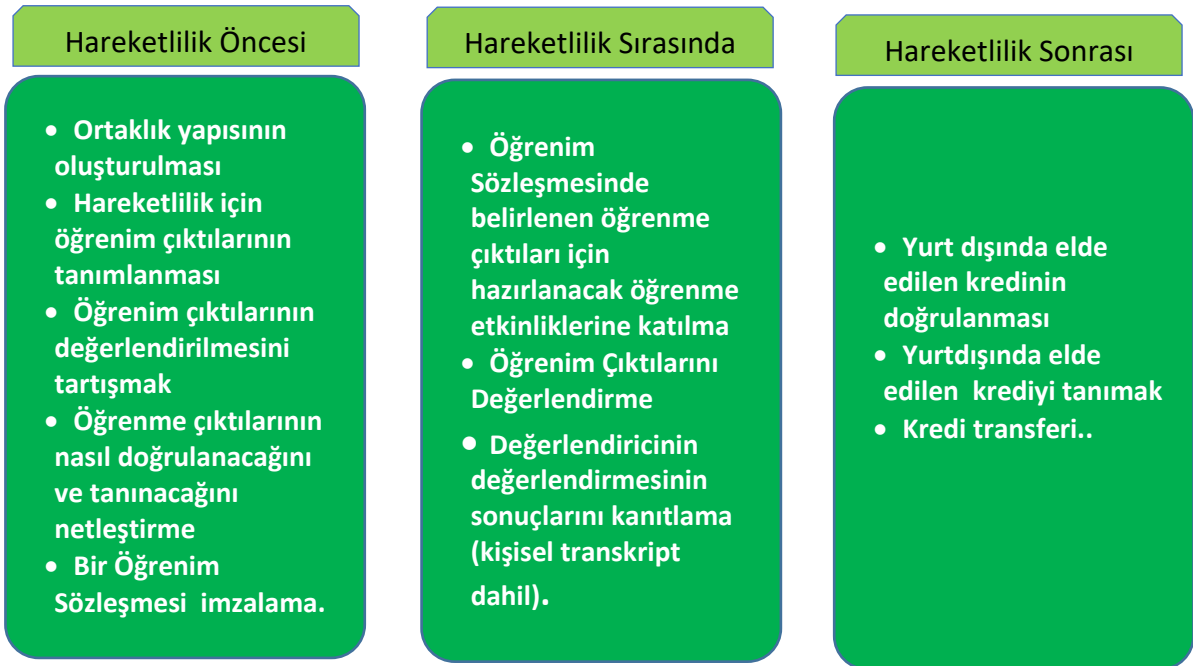 Hareketlilik Öncesi
• Ortaklık yapısının
oluşturulması
• Hareketlilik için
öğrenim çıktılarının
tanımlanması
• Öğrenim çıktılarının
değerlendirilmesini
tartışmak
• Öğrenme çıktılarının
nasıl doğrulanacağını
ve tanınacağını
netleştirme
• Bir Öğrenim
Sözleşmesi imzalama.
Hareketlilik Sırasında
• Öğrenim
Sözleşmesinde
belirlenen öğrenme
çıktıları için
hazırlanacak öğrenme
etkinliklerine katılma
• Öğrenim Çıktılarını
Değerlendirme
• Değerlendiricinin
değerlendirmesinin
sonuçlarını kanıtlama
(kişisel transkript
dahil).
Hareketlilik Sonrası
• Yurt dışında elde
edilen kredinin
doğrulanması
• Yurtdışında elde
edilen krediyi tanımak
• Kredi transferi..